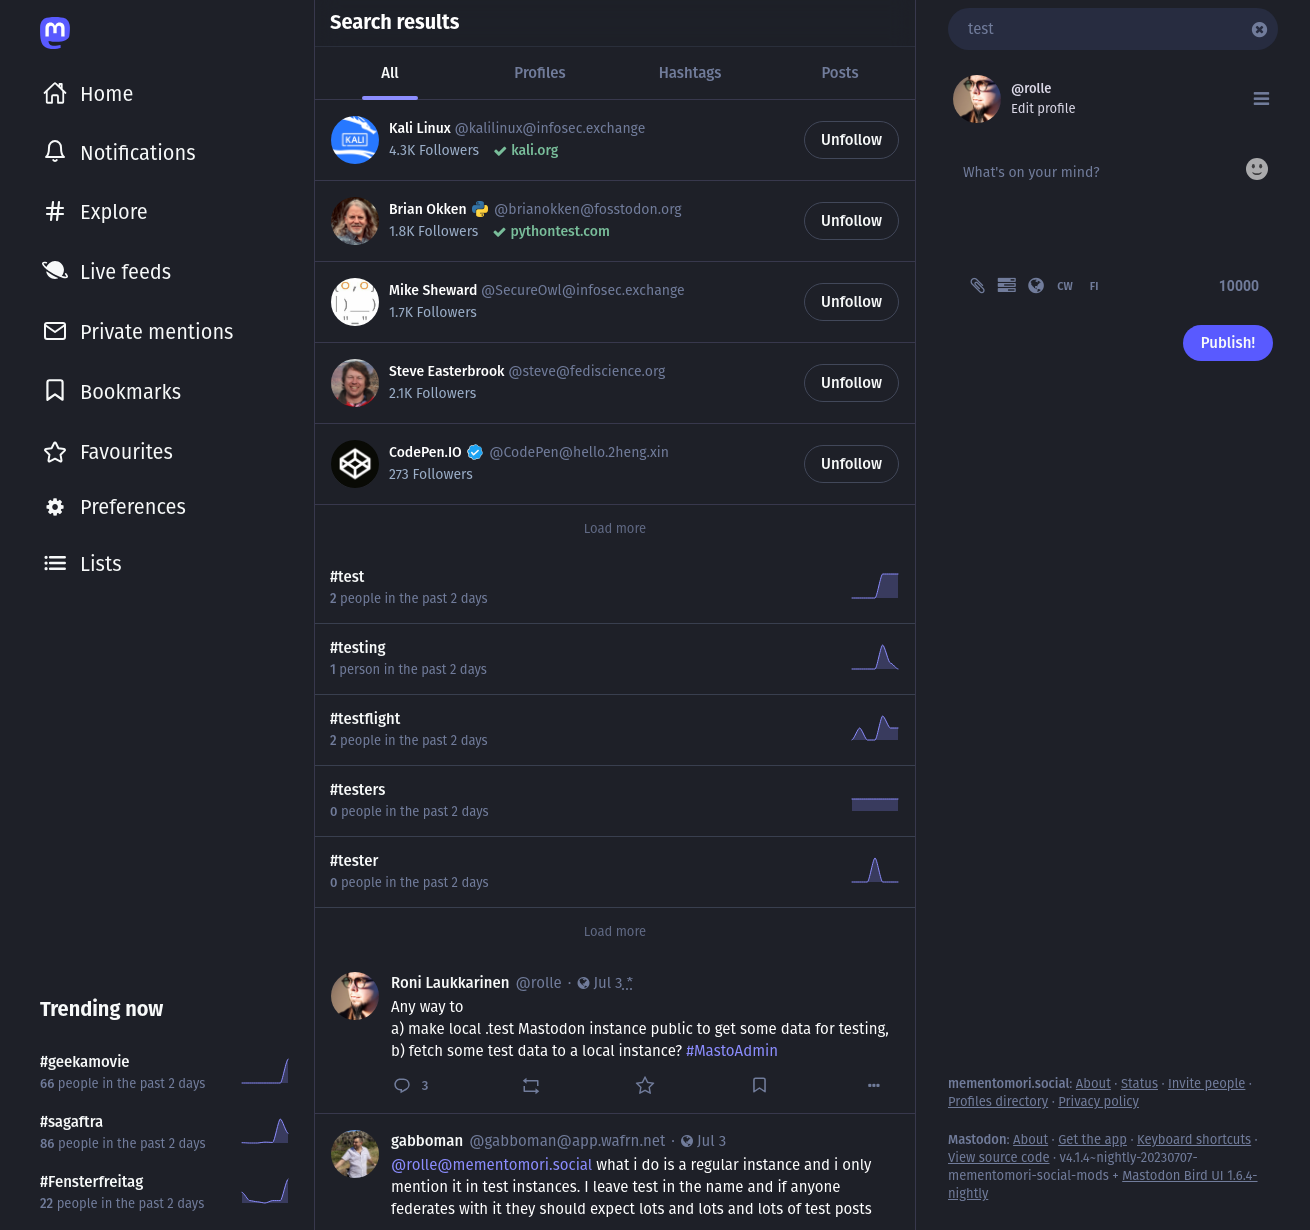 Home
Notifications
Explore
Live feeds
Private mentions
Bookmarks
Favourites
Preferences
Lists
Trending now
#geekamovie
66 people in the past 2 days
#sagaftra
86 people in the past 2 days
#Fensterfreitag
22 people in the past 2 days
Search results
All Profiles Hashtags Posts
Kali Linux @kalilinux@infosec.exchange
4.3K Followers kali.org
KALI
Unfollow
Brian Okken @brianokken@fosstodon.org
1.8K Followers pythontest.com
Unfollow
Mike Sheward @SecureOwl@infosec.exchange
1.7K Followers
Unfollow
Steve Easterbrook @steve@fediscience.org
2.1K Followers
Unfollow
CodePen.IO @CodePen@hello.2heng.xin
273 Followers
Unfollow
Load more
#test
2 people in the past 2 days
#testing
1 person in the past 2 days
#testflight
2 people in the past 2 days
#testers
0 people in the past 2 days
#tester
0 people in the past 2 days
Load more
Roni Laukkarinen @rolle · Jul 3 *
Any way to
a) make local .test Mastodon instance public to get some data for testing,
b) fetch some test data to a local instance? #MastoAdmin
3
gabboman @gabboman@app.wafrn.net · Jul 3
@rolle@mementomori.social what i do is a regular instance and i only
mention it in test instances. I leave test in the name and if anyone
federates with it they should expect lots and lots and lots of test posts
test
@rolle
Edit profile
What's on your mind?
CW FI 10000
Publish!
mementomori.social: About · Status · Invite people ·
Profiles directory · Privacy policy
Mastodon: About · Get the app · Keyboard shortcuts ·
View source code · v4.1.4~nightly-20230707-
mementomori-social-mods + Mastodon Bird UI 1.6.4-
nightly